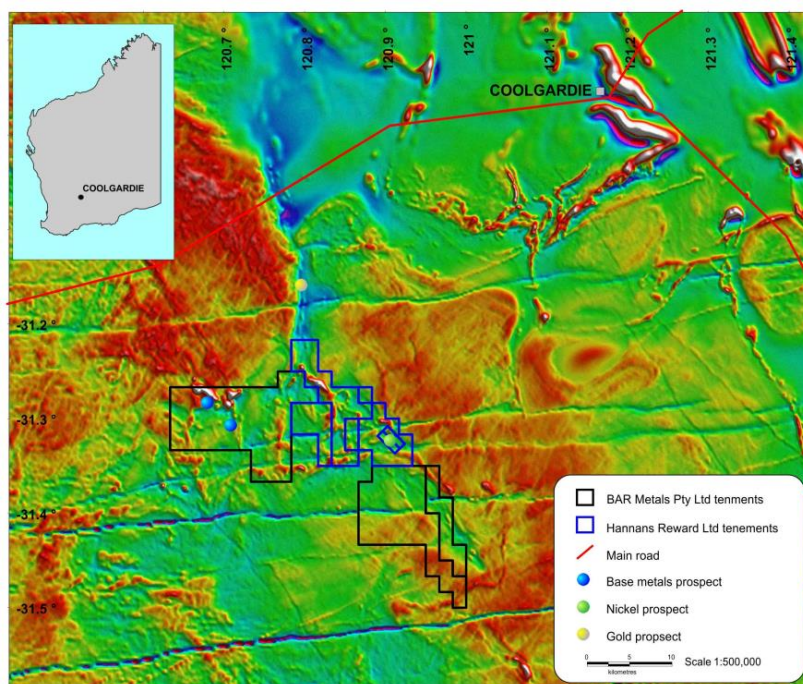 120.7 °
120.8 °
120.9 °
121 °
121.1 °
121.2 °
121.3 °
121.4 °
COOLGARDIE
COOLGARDIE
-31.2 °
-31.3 °
-31.4 °
-31.5 °
BAR Metals Pty Ltd tenments
Hannans Reward Ltd tenements
Main road
Base metals prospect
Nickel prospect
Gold propsect
0 5 10
kilometres
Scale 1:500,000